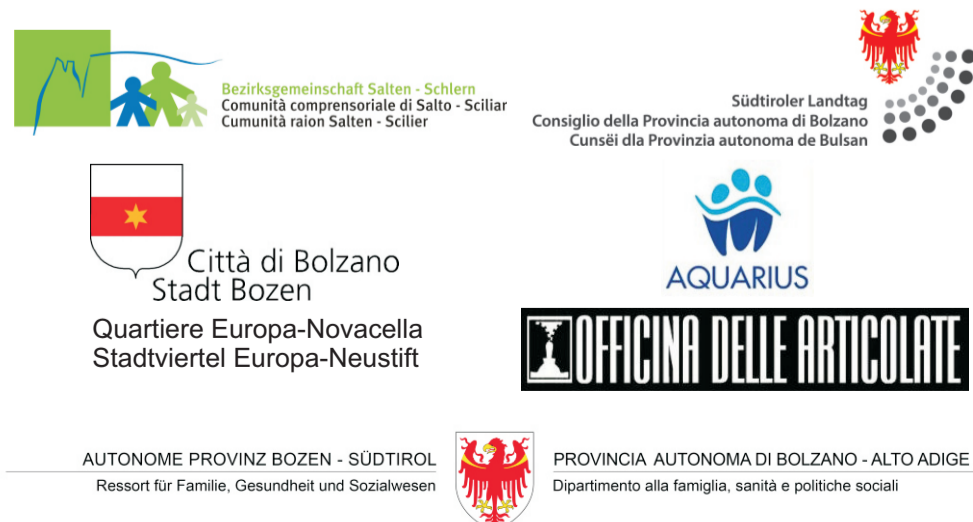 Bezirksgemeinschaft Salten - Schlern
Comunità comprensoriale di Salto - Sciliar
Cumunità raion Salten - Scilier
Südtiroler Landtag
Consiglio della Provincia autonoma di Bolzano
Cunsëi dla Provinzia autonoma de Bulsan
Città di Bolzano
Stadt Bozen
Quartiere Europa-Novacella
Stadtviertel Europa-Neustift
AQUARIUS
OFFICINA DELLE ARTICOLATE
AUTONOME PROVINZ BOZEN - SÜDTIROL
Ressort für Familie, Gesundheit und Sozialwesen
PROVINCIA AUTONOMA DI BOLZANO - ALTO ADIGE
Dipartimento alla famiglia, sanità e politiche sociali